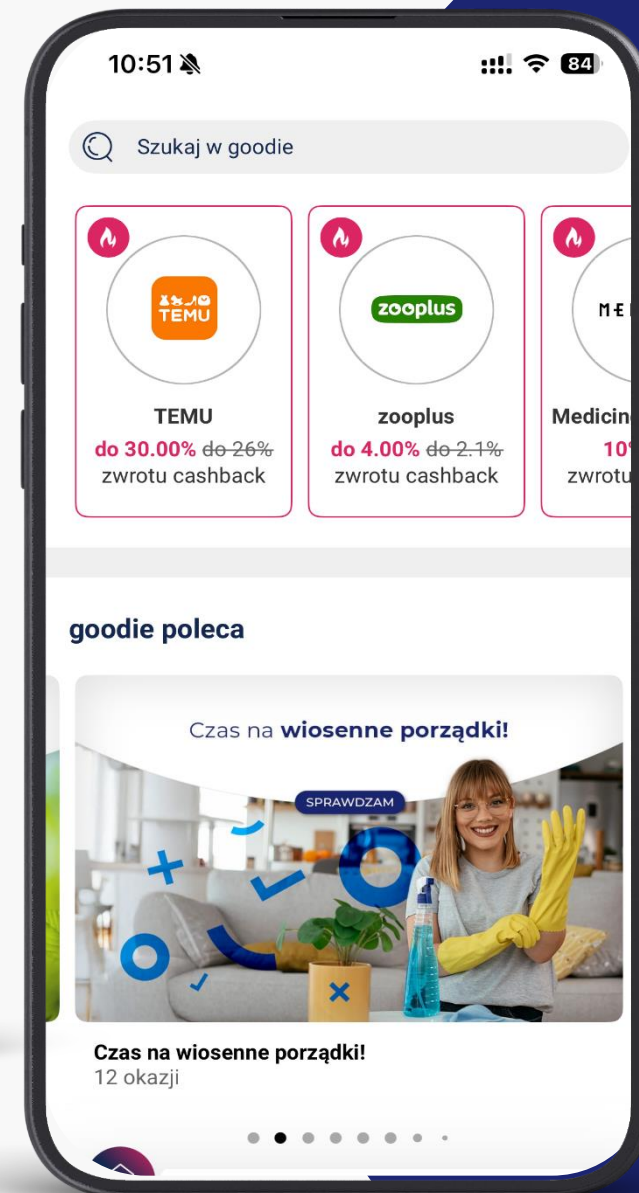 10:51
84
Szukaj w goodie
TEMU
zooplus
TEMU
do 30.00% do 26%
zwrotu cashback
zooplus
do 4.00% do 2.1%
zwrotu cashback
goodie poleca
Czas na wiosenne porządki!
SPRAWDZAM
Czas na wiosenne porządki!
12 okazji